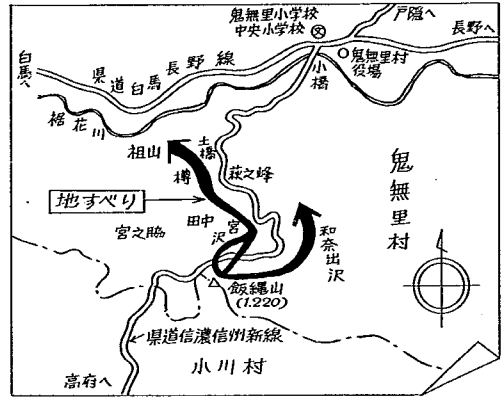 鬼無里小学校
中央小学校
文
戸隠へ
長野へ
白馬へ
県道白馬長野線
小橋
鬼無里村
役場
裾花川
祖山
土橋
樽
萩之峰
鬼無里村
地すべり
田中
宮
沢
宮之脇
和奈出沢
飯縄山
(1.220)
県道信濃信州新線
小川村
高府へ